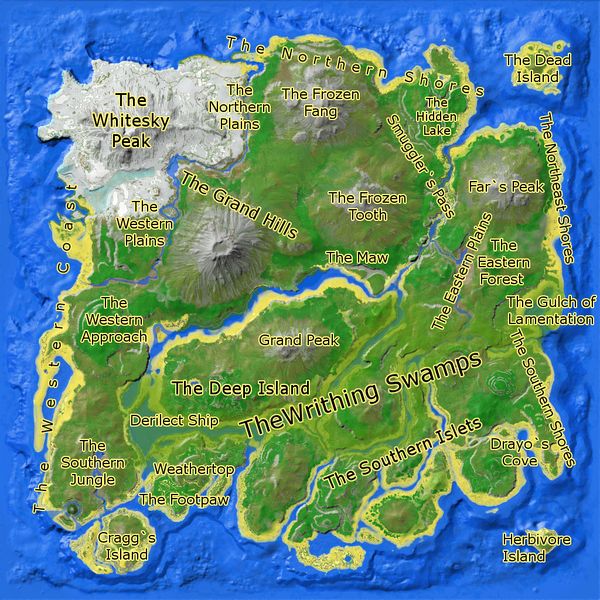 The Northern Shores
The Dead
Island
The
Whitesky
Peak
The
Northern
Plains
The Frozen
Fang
The
Hidden
Lake
Smuggler`s Pass
The Northeast Shores
Far`s Peak
The Grand Hills
The Frozen
Tooth
The Western Coast
The
Western
Plains
The Maw
The Eastern Plains
The
Eastern
Forest
The
Western
Approach
The Gulch of
Lamentation
Grand Peak
The Southern Shores
The Deep Island
TheWrithing Swamps
Derilect Ship
The Southern Islets
Drayo`s
Cove
The
Southern
Jungle
Weathertop
The Footpaw
Cragg`s
Island
Herbivore
Island